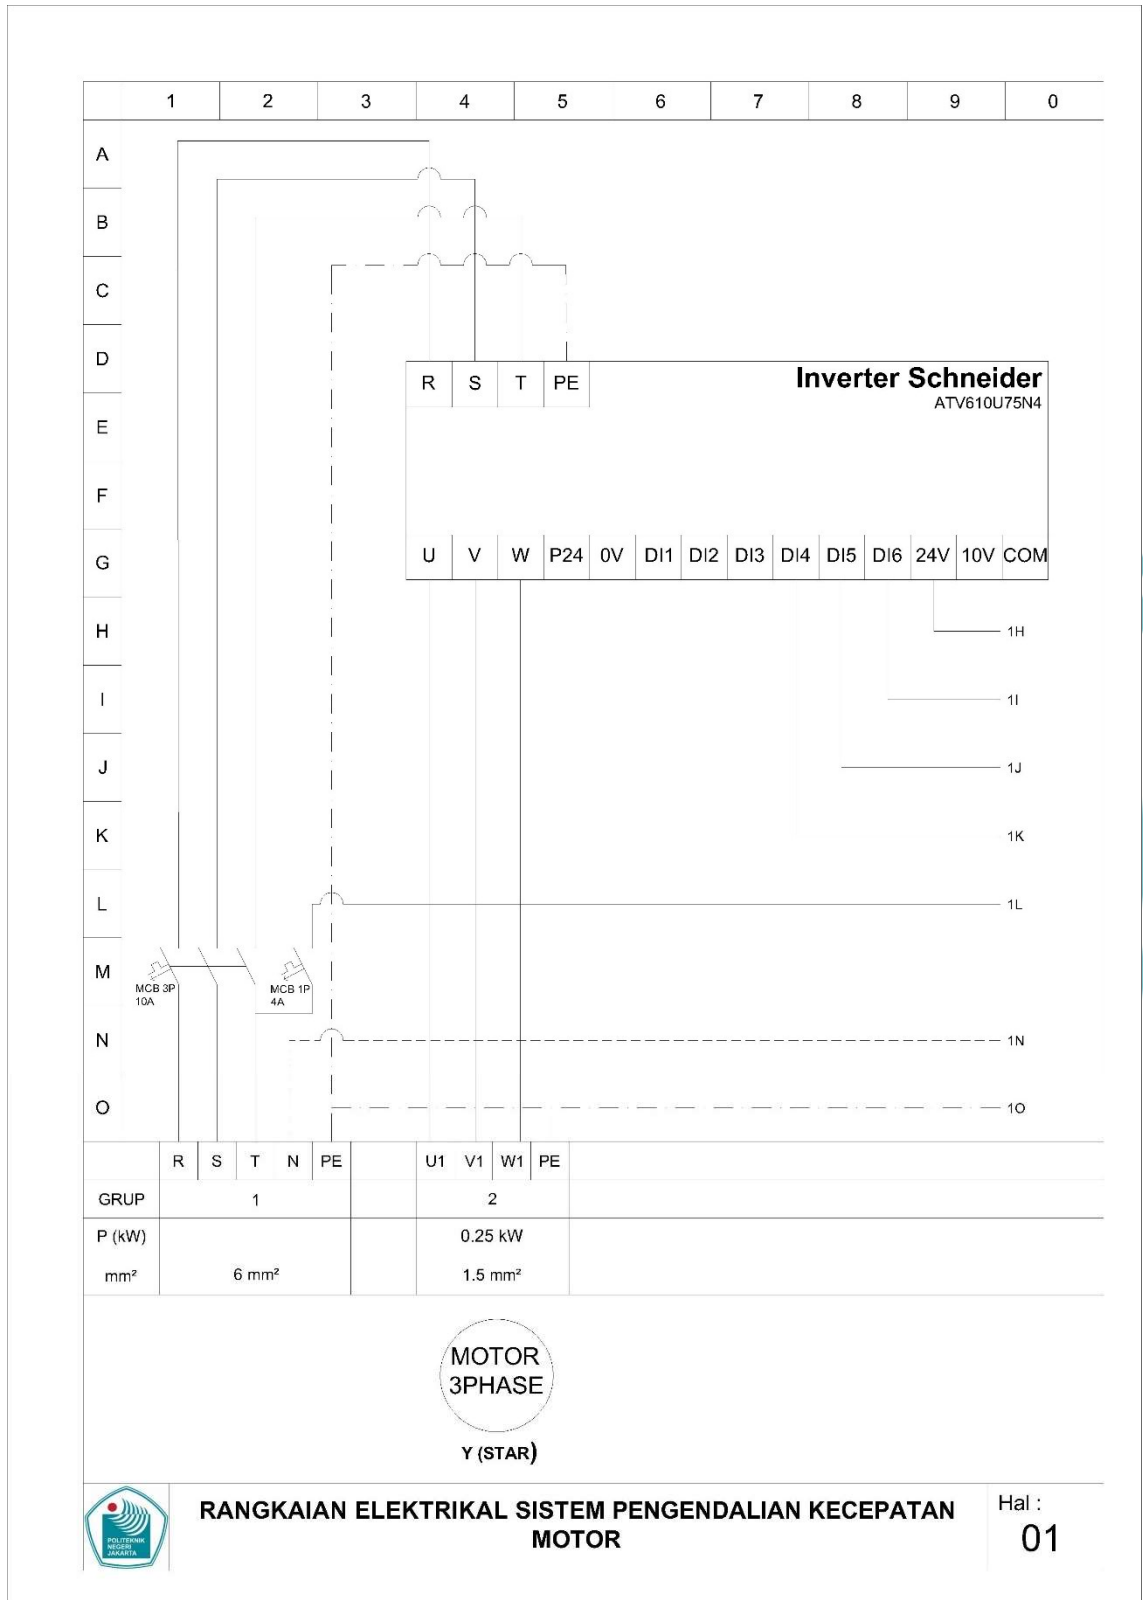 1 2 3 4 5 6 7 8 9 0
A
B
C
D
R S T PE
Inverter Schneider
ATV610U75N4
E
F
G
U V W P24 0V DI1 DI2 DI3 DI4 DI5 DI6 24V 10V COM
H
1H
I
1I
J
1J
K
1K
L
1L
M
MCB 3P
10A
MCB 1P
4A
N
1N
O
1O
R S T N PE U1 V1 W1 PE
GRUP 1 2
P (kW) 0.25 kW
mm² 6 mm² 1.5 mm²
MOTOR
3PHASE
Y (STAR)
POLITEKNIK
NEGERI
JAKARTA
RANGKAIAN ELEKTRIKAL SISTEM PENGENDALIAN KECEPATAN
MOTOR
Hal :
01